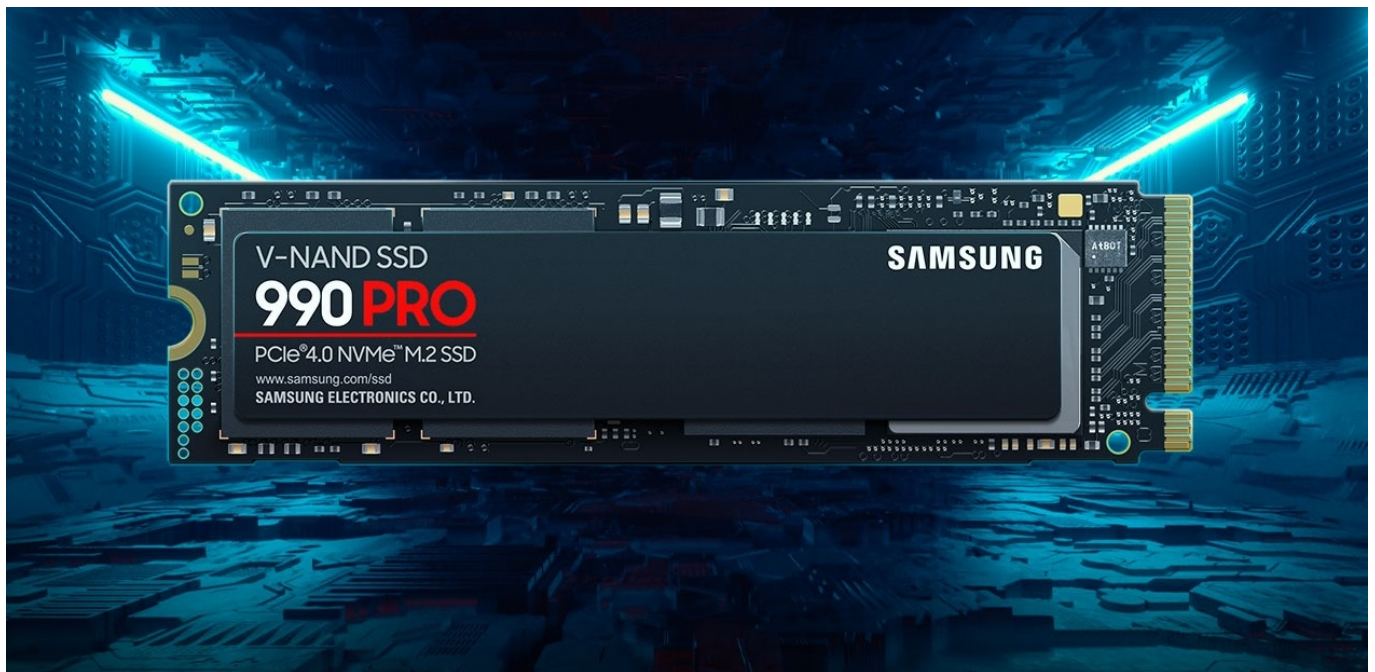 V-NAND SSD
990 PRO
PCIe®4.0 NVMe™ M.2 SSD
www.samsung.com/ssd
SAMSUNG ELECTRONICS CO., LTD.
SAMSUNG
AtBOT